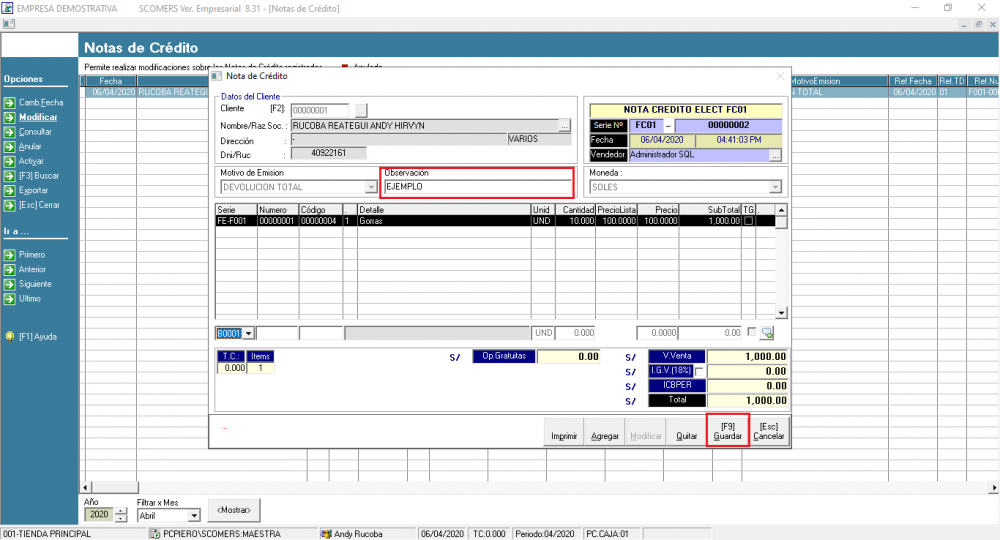 EMPRESA DEMOSTRATIVA SCOMERS Ver. Empresarial 8.31 - [Notas de Crédito]
Notas de Crédito
Permite realizar modificaciones sobre las Notas de Crédito registradas Anulado
Opciones
Camb.Fecha
Modificar
Consultar
Anular
Activar
[F3] Buscar
Exportar
[Esc] Cerrar
Ir a ...
Primero
Anterior
Siguiente
Ultimo
[F1] Ayuda
Fecha MotivoEmision Ref.Fecha Ref.TD Ref.Nu
06/04/2020 RUCOBA REATEGUI N TOTAL 06/04/2020 01 F001-00
Nota de Crédito
Datos del Cliente
Cliente [F2]: 00000001
Nombre/Raz.Soc. : RUCOBA REATEGUI ANDY HIRVYN ...
Dirección : - VARIOS
Dni/Ruc : 40922161
NOTA CREDITO ELECT FC01
Serie Nº FC01 - 00000002
Fecha 06/04/2020 04:41:03 PM
Vendedor Administrador SQL ...
Motivo de Emision Observación Moneda :
DEVOLUCION TOTAL EJEMPLO SOLES
Serie Numero Código Detalle Unid Cantidad PrecioLista Precio SubTotal TG .
FE-F001 00000001 00000004 1 Gorras UND 10.000 100.0000 100.0000 1,000.00
B0001 UND 0.000 0.0000 0.00
T.C.: Items S/ Op.Gratuitas 0.00 S/ V.Venta 1,000.00
0.000 1 S/ I.G.V.(18%) 0.00
S/ ICBPER 0.00
S/ Total 1,000.00
...
Imprimir Agregar Modificar Quitar [F9] Guardar [Esc] Cancelar
Año Filtrar x Mes
2020 Abril <Mostrar>
001-TIENDA PRINCIPAL PCPIERO\SCOMERS:MAESTRA Andy Rucoba 06/04/2020 TC:0.000 Periodo:04/2020 PC.CAJA:01